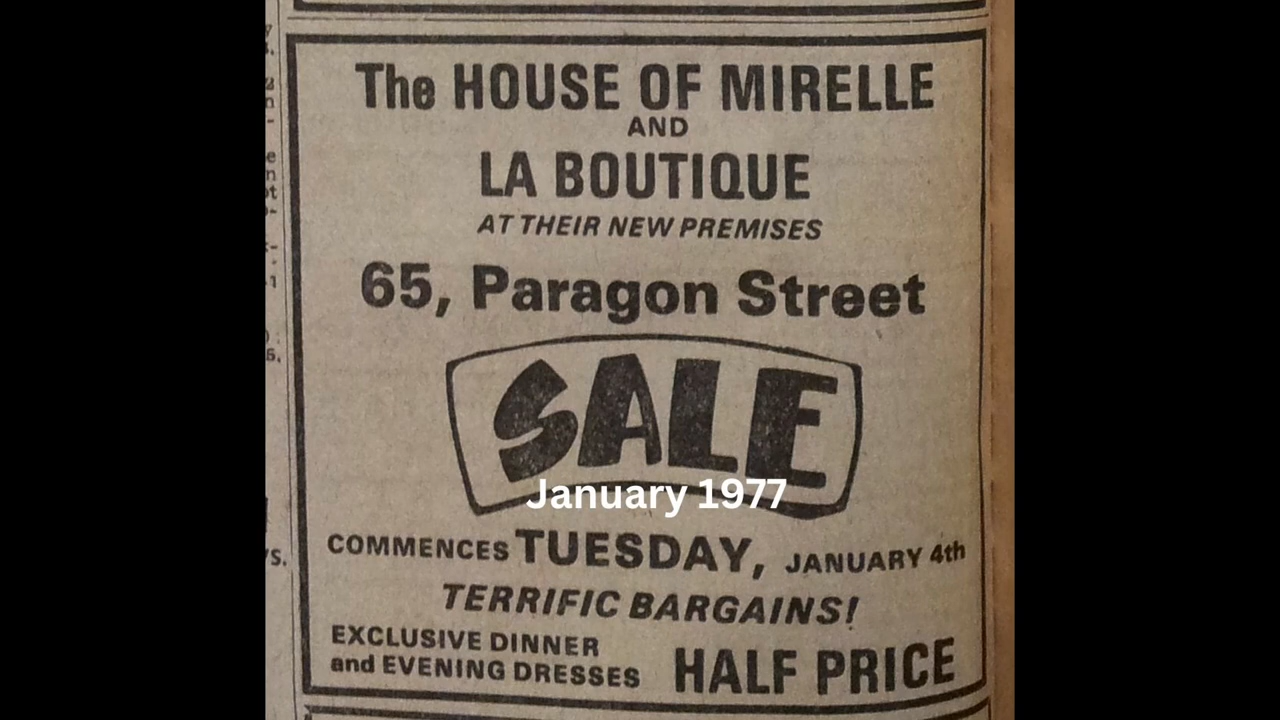 The HOUSE OF MIRELLE
AND
LA BOUTIQUE
AT THEIR NEW PREMISES
65, Paragon Street
SALE
January 1977
COMMENCES TUESDAY, JANUARY 4th
TERRIFIC BARGAINS!
EXCLUSIVE DINNER
and EVENING DRESSES HALF PRICE